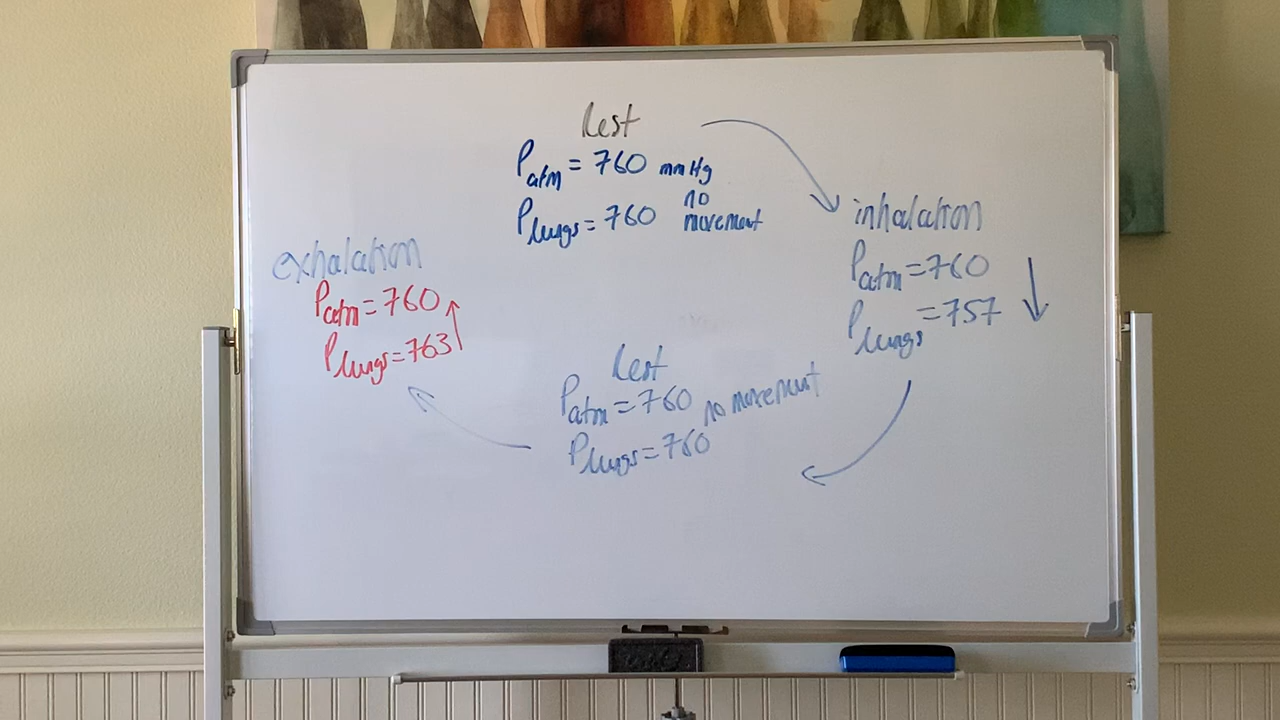 Rest
Patm = 760 mmHg
Plungs = 760 no movement
inhalation
Patm = 760
Plungs = 757
Rest
Patm = 760 no movement
Plungs = 760
exhalation
Patm = 760
Plungs = 763